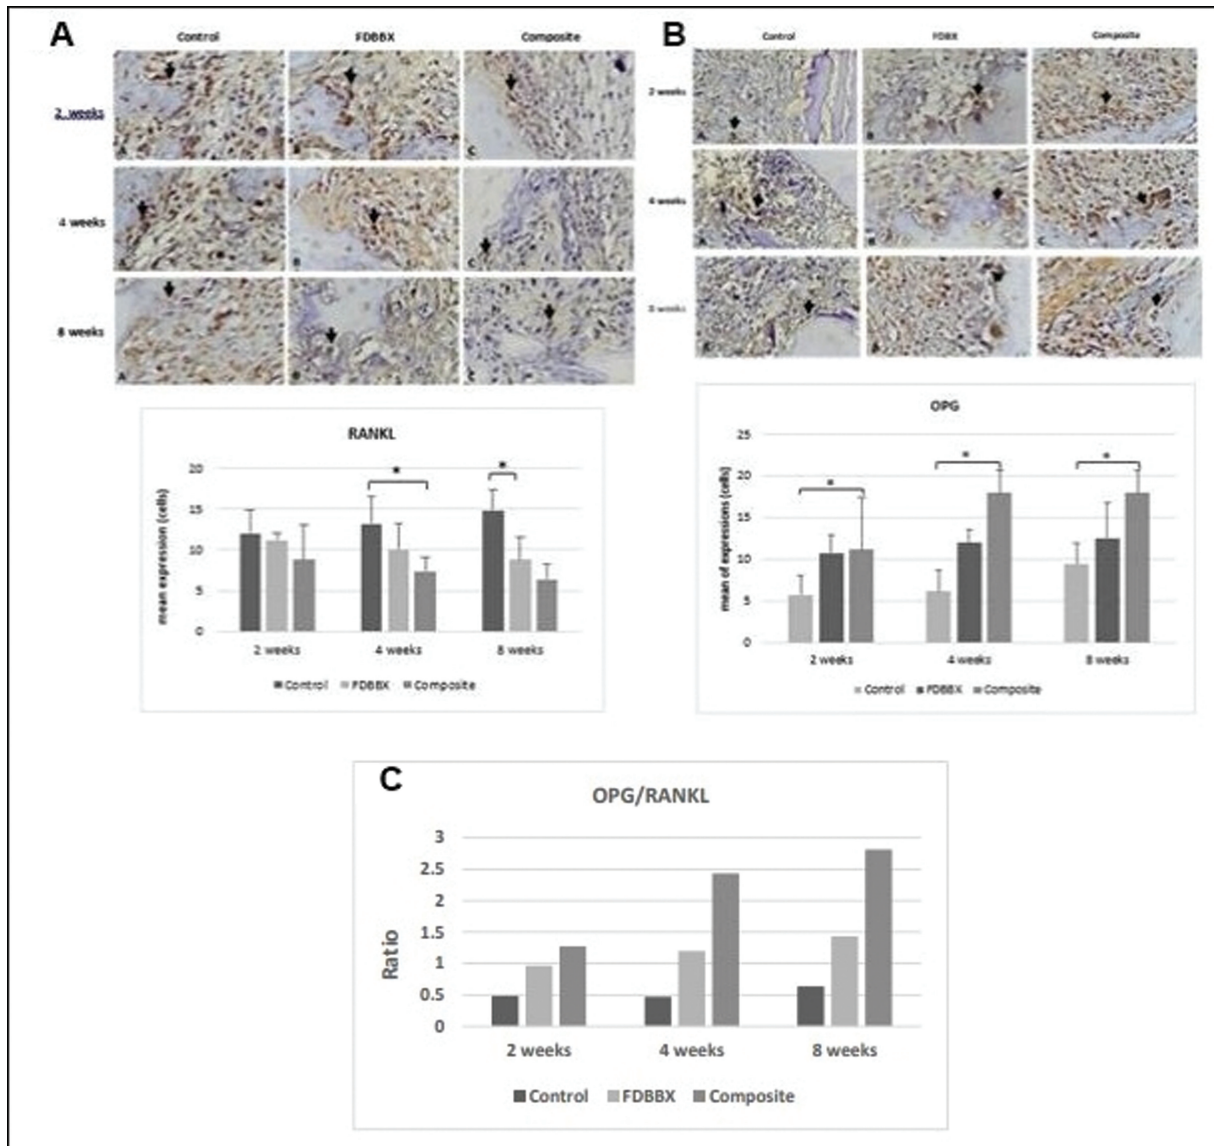 A
Control FDBBX Composite
2 weeks
4 weeks
8 weeks
A B C
RANKL
mean expression (cells)
20
15
10
5
0
2 weeks 4 weeks 8 weeks
* *
Control FDBBX Composite
B
Control FDBX Composite
2 weeks
4 weeks
8 weeks
OPG
mean of expressions (cells)
25
20
15
10
5
0
2 weeks 4 weeks 8 weeks
* * *
Control FDBBX Composite
C
OPG/RANKL
Ratio
3
2.5
2
1.5
1
0.5
0
2 weeks 4 weeks 8 weeks
Control FDBBX Composite